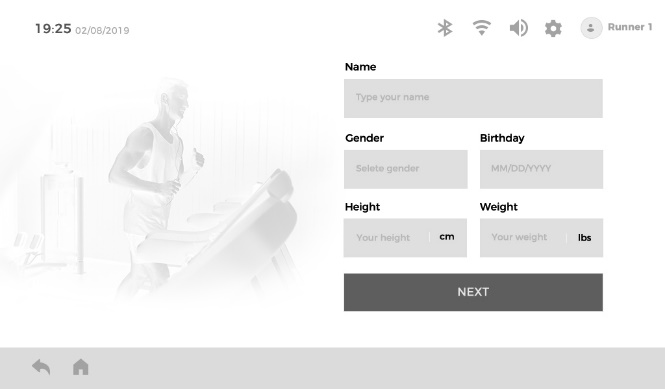 19:25 02/08/2019
Runner 1
Name
Type your name
Gender Birthday
Selete gender MM/DD/YYYY
Height Weight
Your height cm Your weight lbs
NEXT